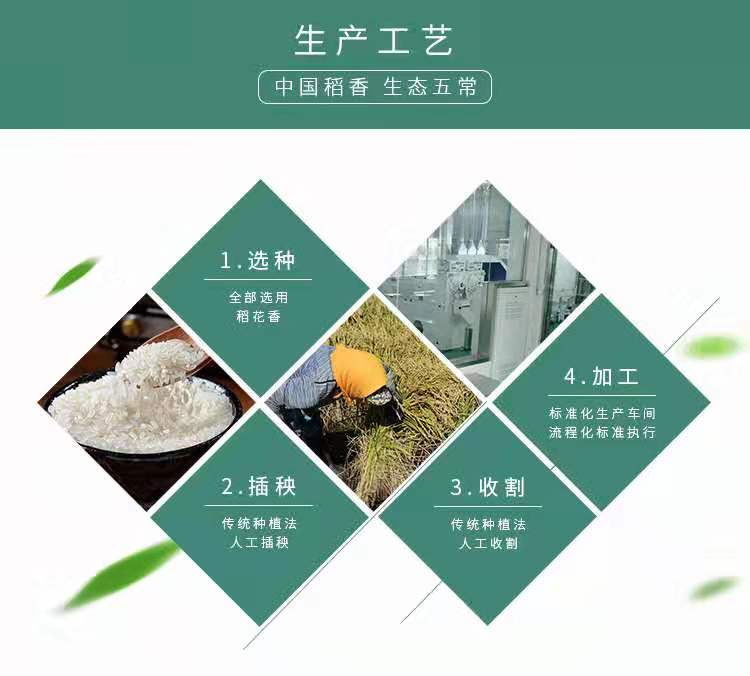 生产工艺
中国稻香 生态五常
1.选种
全部选用
稻花香
2.插秧
传统种植法
人工插秧
3.收割
传统种植法
人工收割
4.加工
标准化生产车间
流程化标准执行